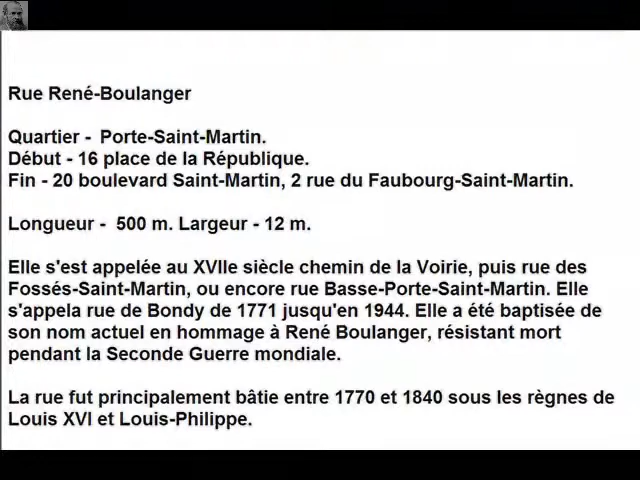 Rue René-Boulanger
Quartier - Porte-Saint-Martin.
Début - 16 place de la République.
Fin - 20 boulevard Saint-Martin, 2 rue du Faubourg-Saint-Martin.
Longueur - 500 m. Largeur - 12 m.
Elle s'est appelée au XVIIe siècle chemin de la Voirie, puis rue des
Fossés-Saint-Martin, ou encore rue Basse-Porte-Saint-Martin. Elle
s'appela rue de Bondy de 1771 jusqu'en 1944. Elle a été baptisée de
son nom actuel en hommage à René Boulanger, résistant mort
pendant la Seconde Guerre mondiale.
La rue fut principalement bâtie entre 1770 et 1840 sous les règnes de
Louis XVI et Louis-Philippe.